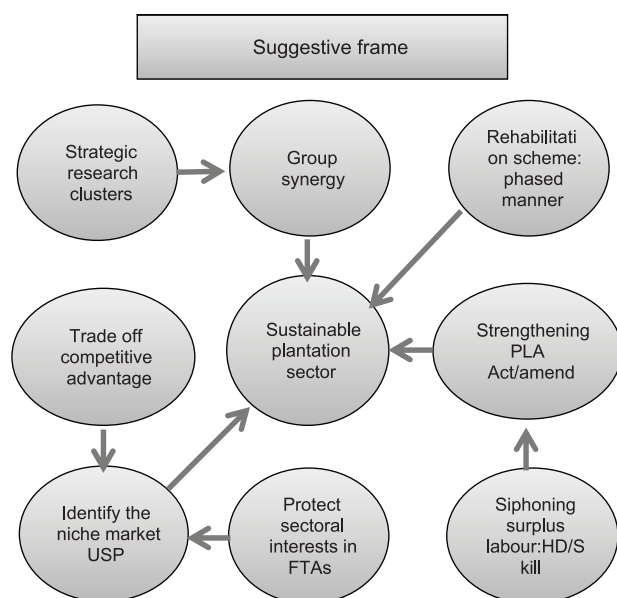 Suggestive frame
Strategic
research
clusters
Group
synergy
Rehabilitati
on scheme:
phased
manner
Trade off
competitive
advantage
Sustainable
plantation
sector
Strengthening
PLA
Act/amend
Identify the
niche market
USP
Protect
sectoral
interests in
FTAs
Siphoning
surplus
labour:HD/S
kill